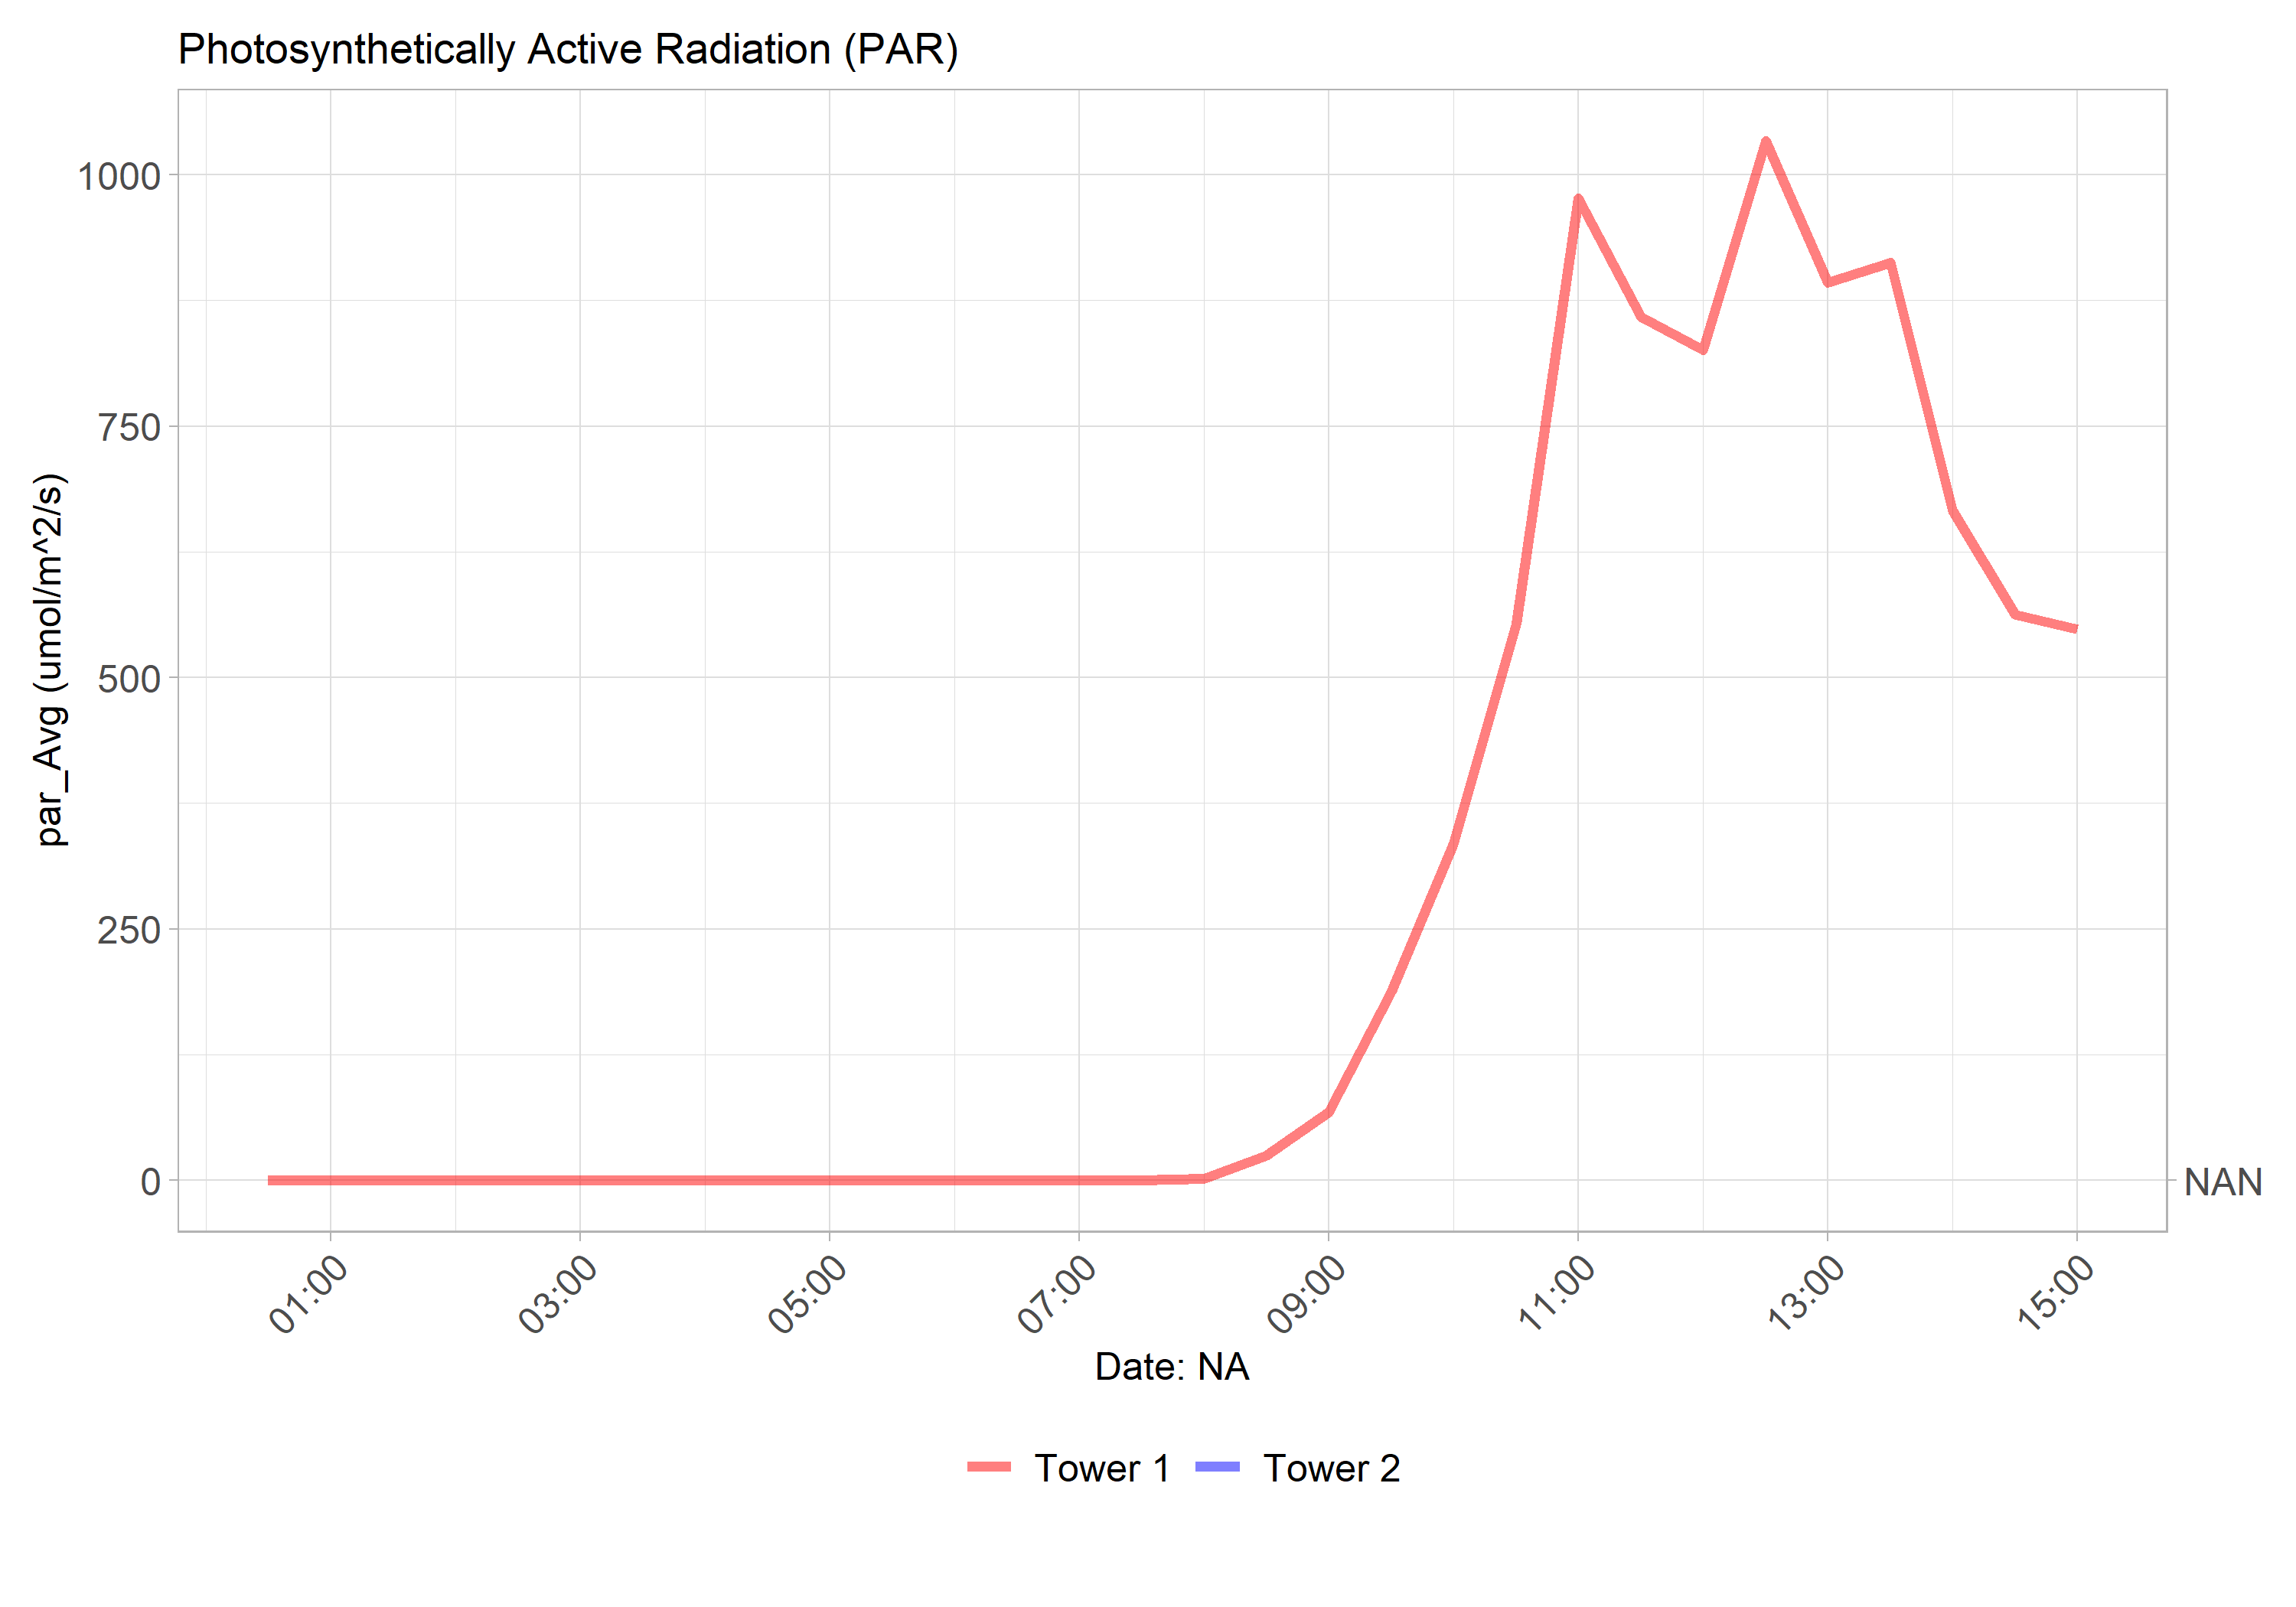 Photosynthetically Active Radiation (PAR)
par_Avg (umol/m^2/s)
1000
750
500
250
0
NAN
01:00
03:00
05:00
07:00
09:00
11:00
13:00
15:00
Date: NA
Tower 1
Tower 2